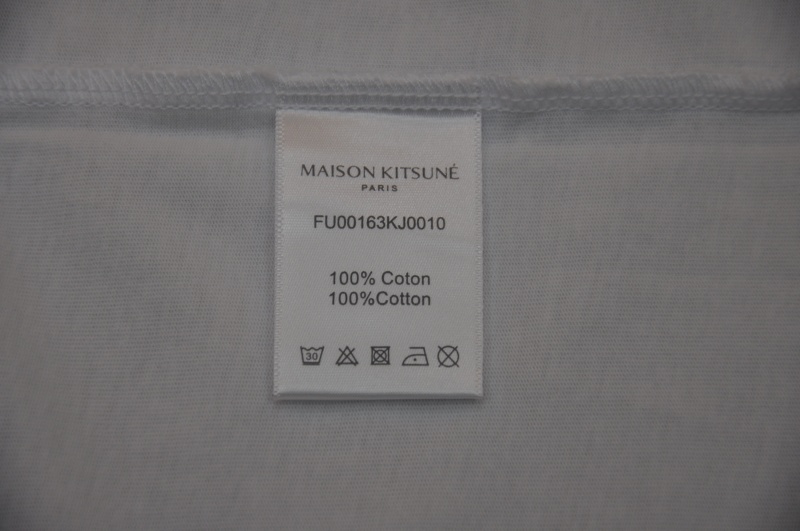 MAISON KITSUNÉ
PARIS
FU00163KJ0010
100% Coton
100%Cotton
30